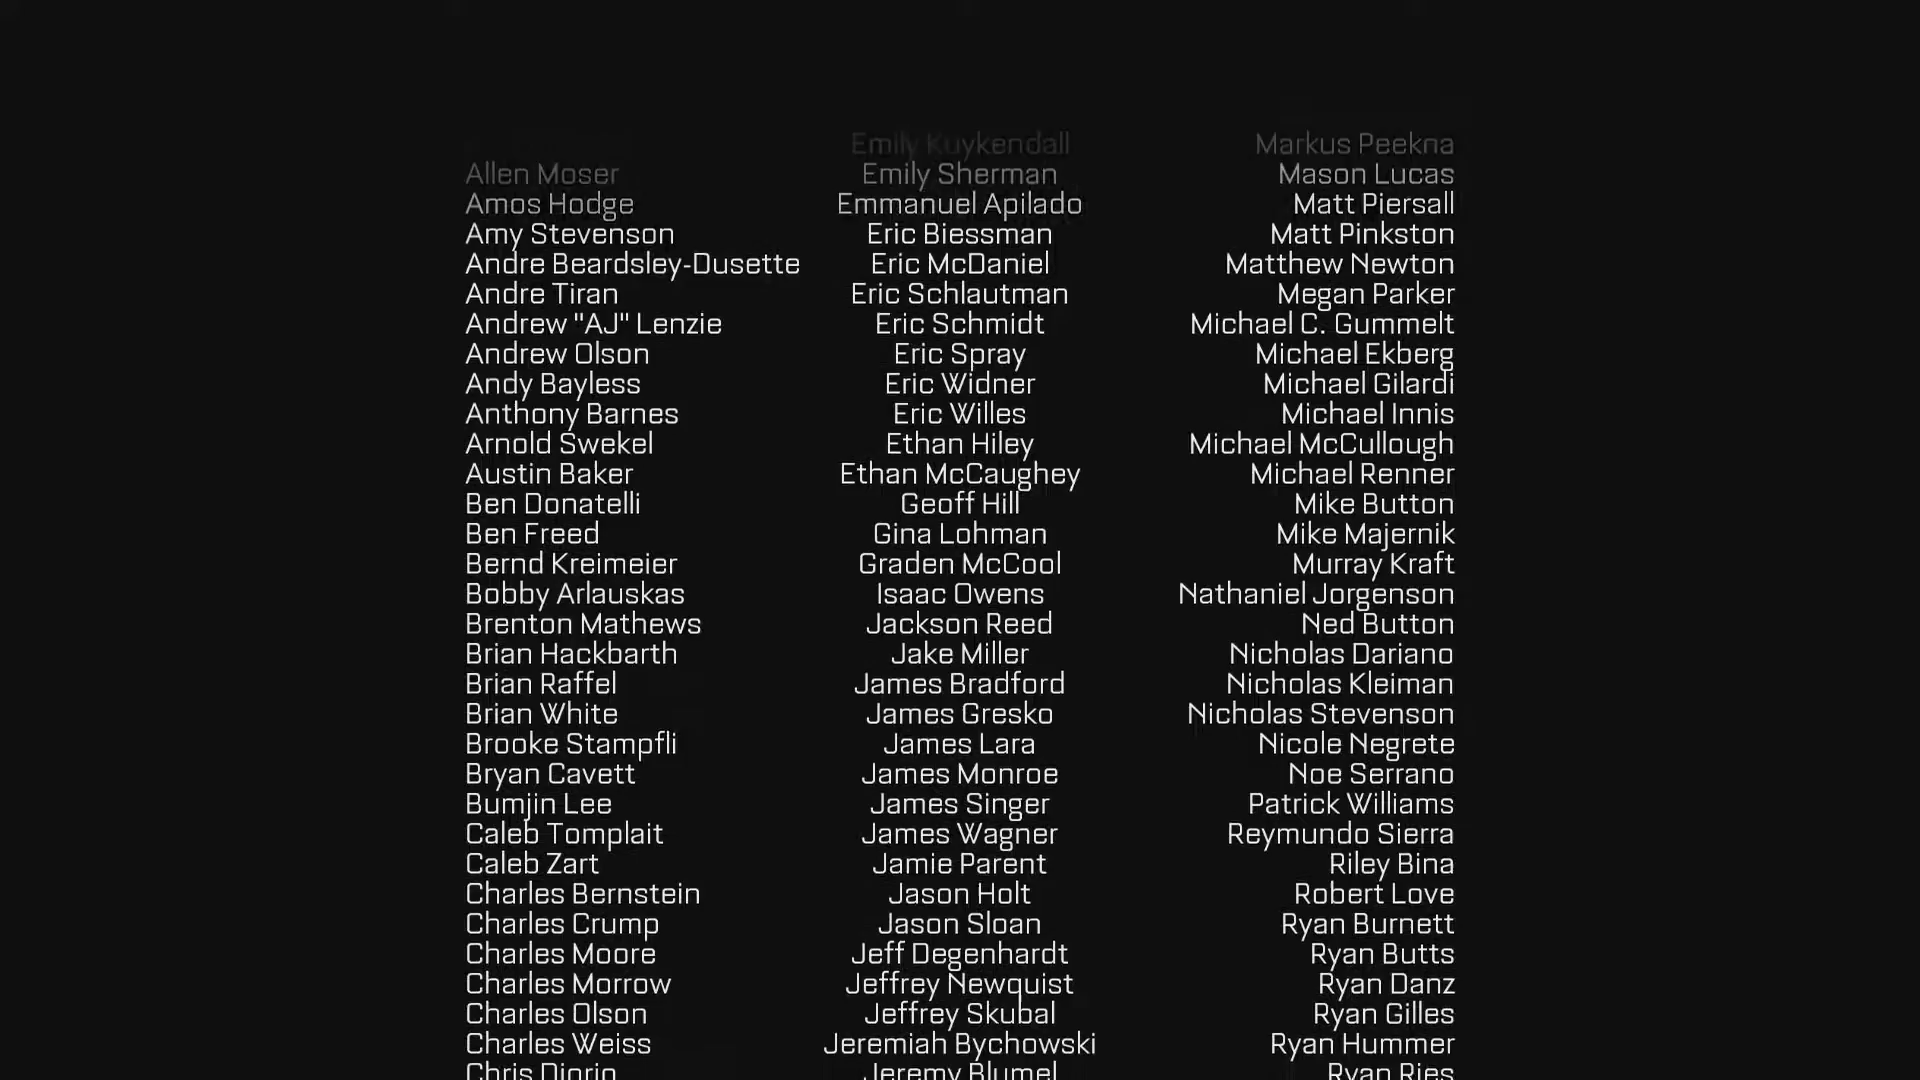 Emily Kuykendall Markus Peekna
Allen Moser Emily Sherman Mason Lucas
Amos Hodge Emmanuel Apilado Matt Piersall
Amy Stevenson Eric Biessman Matt Pinkston
Andre Beardsley-Dusette Eric McDaniel Matthew Newton
Andre Tiran Eric Schlautman Megan Parker
Andrew "AJ" Lenzie Eric Schmidt Michael C. Gummelt
Andrew Olson Eric Spray Michael Ekberg
Andy Bayless Eric Widner Michael Gilardi
Anthony Barnes Eric Willes Michael Innis
Arnold Swekel Ethan Hiley Michael McCullough
Austin Baker Ethan McCaughey Michael Renner
Ben Donatelli Geoff Hill Mike Button
Ben Freed Gina Lohman Mike Majernik
Bernd Kreimeier Graden McCool Murray Kraft
Bobby Arlauskas Isaac Owens Nathaniel Jorgenson
Brenton Mathews Jackson Reed Ned Button
Brian Hackbarth Jake Miller Nicholas Dariano
Brian Raffel James Bradford Nicholas Kleiman
Brian White James Gresko Nicholas Stevenson
Brooke Stampfli James Lara Nicole Negrete
Bryan Cavett James Monroe Noe Serrano
Bumjin Lee James Singer Patrick Williams
Caleb Tomplait James Wagner Reymundo Sierra
Caleb Zart Jamie Parent Riley Bina
Charles Bernstein Jason Holt Robert Love
Charles Crump Jason Sloan Ryan Burnett
Charles Moore Jeff Degenhardt Ryan Butts
Charles Morrow Jeffrey Newquist Ryan Danz
Charles Olson Jeffrey Skubal Ryan Gilles
Charles Weiss Jeremiah Bychowski Ryan Hummer
Chris Diorio Jeremy Blumel Ryan Ries